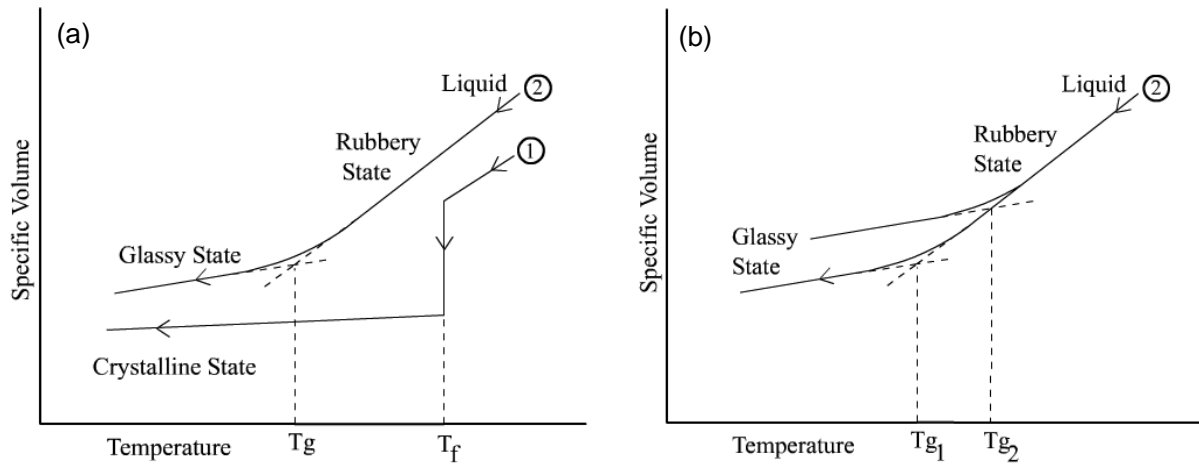 (a)
Liquid ②
Rubbery
State
①
Glassy State
Crystalline State
Specific Volume
Temperature
Tg
Tf
(b)
Liquid ②
Rubbery
State
Glassy
State
Specific Volume
Temperature
Tg1
Tg2